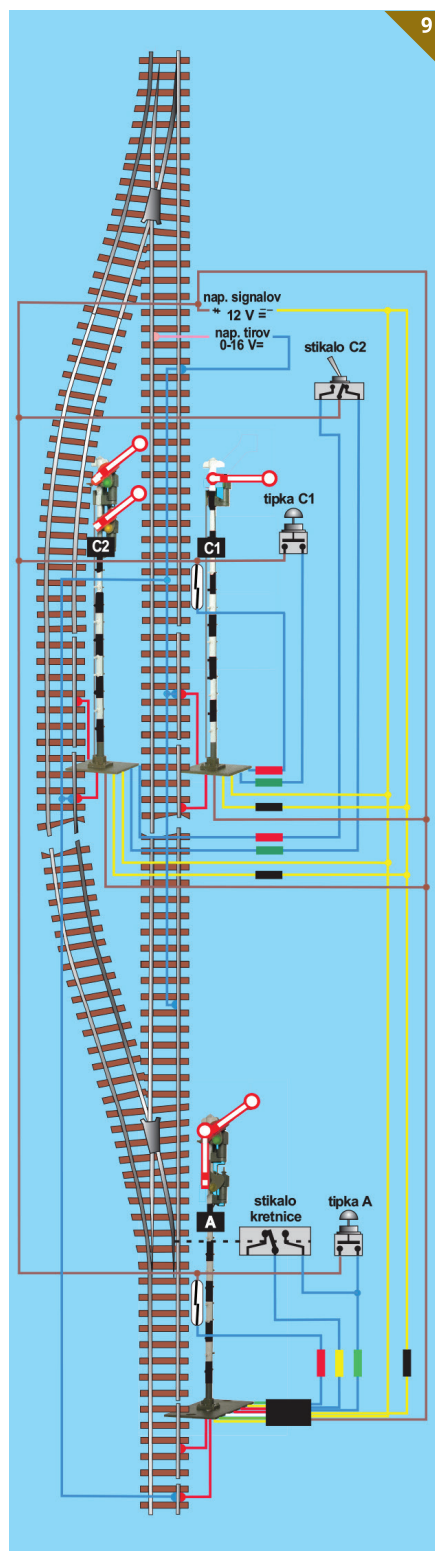 9
nap. signalov
12 V =
nap. tirov
0-16 V=
stikalo C2
tipka C1
C2
C1
stikalo
kretnice
tipka A
A